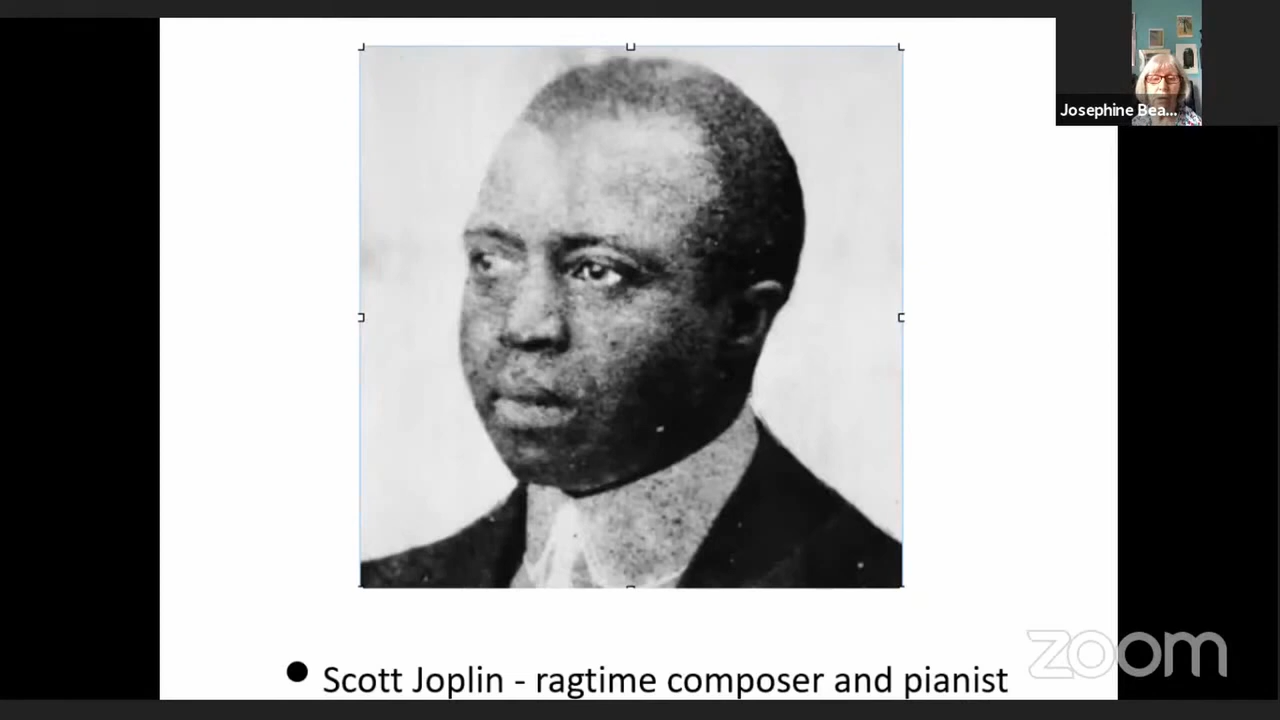 Josephine Bea...
zoom
• Scott Joplin - ragtime composer and pianist